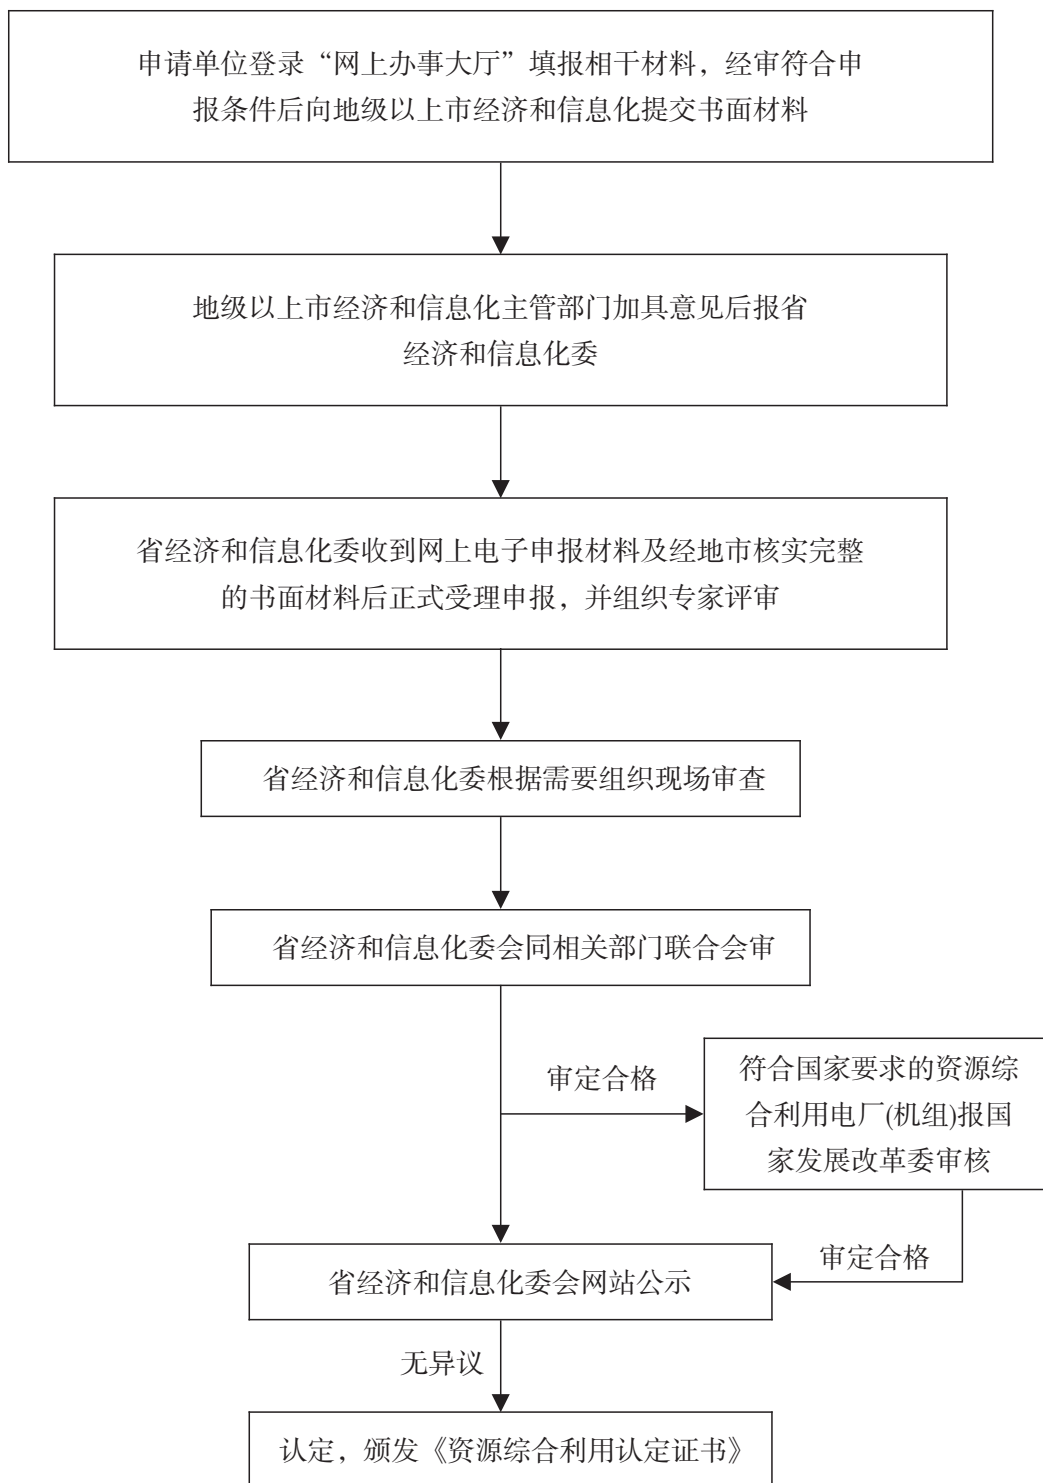 申请单位登录“网上办事大厅”填报相干材料，经审符合申
报条件后向地级以上市经济和信息化提交书面材料
地级以上市经济和信息化主管部门加具意见后报省
经济和信息化委
省经济和信息化委收到网上电子申报材料及经地市核实完整
的书面材料后正式受理申报，并组织专家评审
省经济和信息化委根据需要组织现场审查
省经济和信息化委会同相关部门联合会审
审定合格
符合国家要求的资源综
合利用电厂(机组)报国
家发展改革委审核
审定合格
省经济和信息化委会网站公示
无异议
认定，颁发《资源综合利用认定证书》